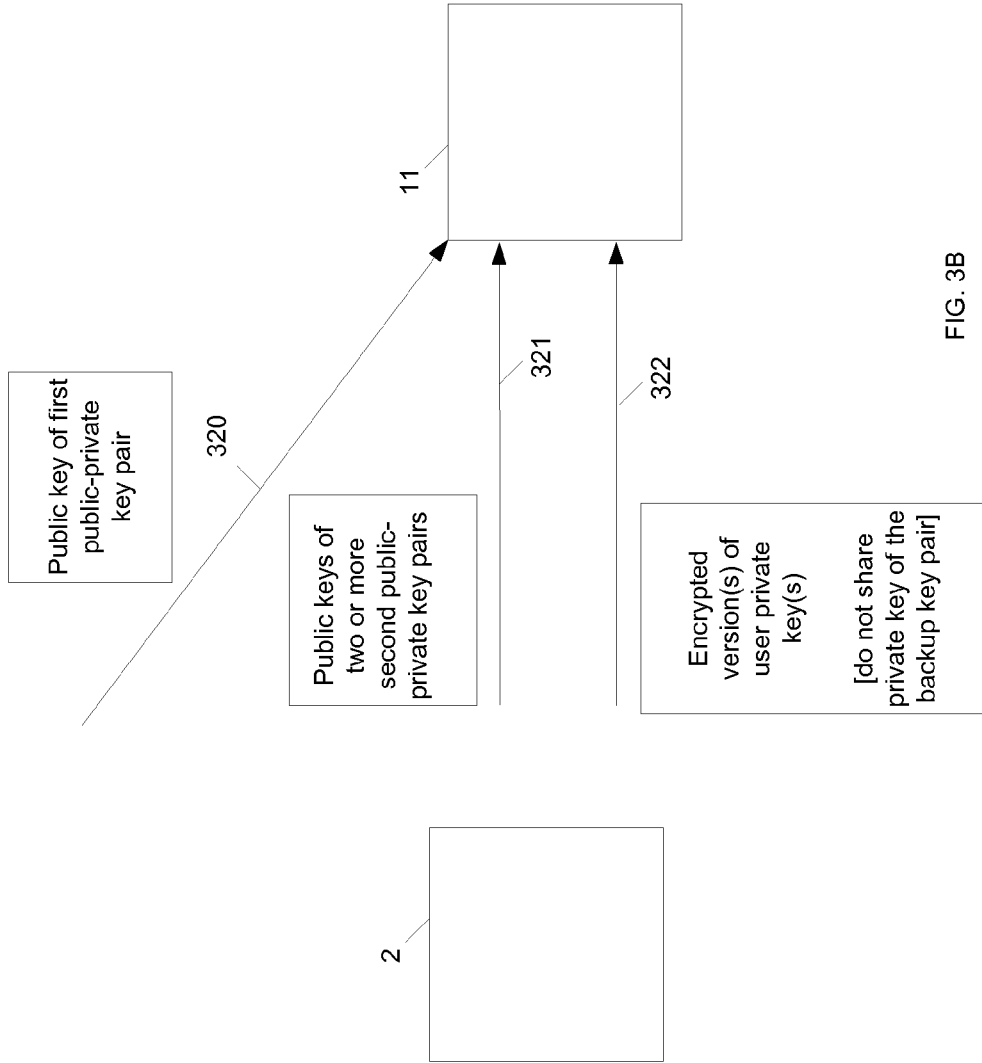 Public key of first
public-private
key pair
320
11
Public keys of
two or more
second public-
private key pairs
321
322
2
Encrypted
version(s) of
user private
key(s)
[do not share
private key of the
backup key pair]
FIG. 3B